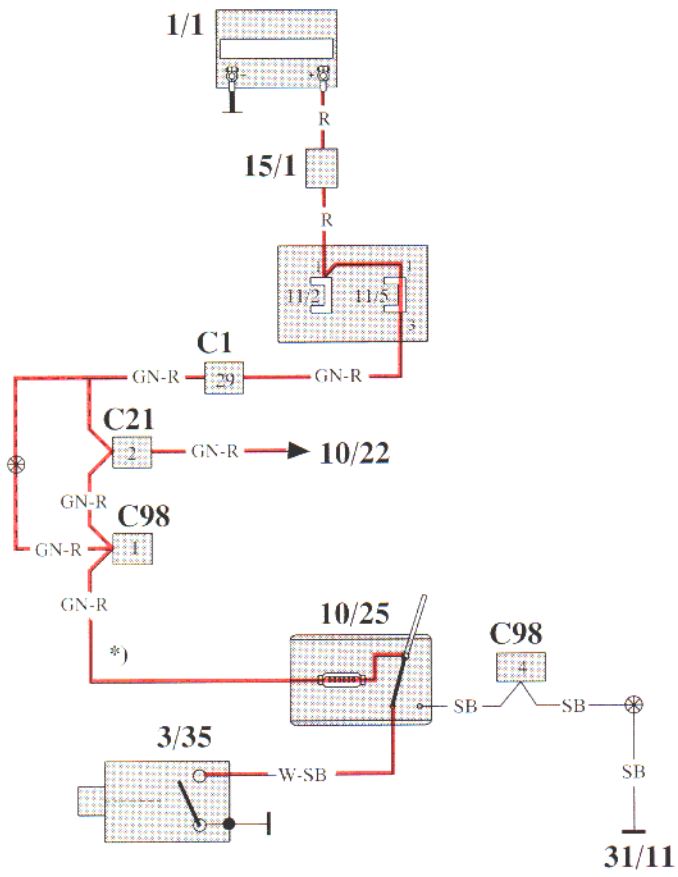 1/1
- +
R
15/1
R
1 1
11/2 11/5
3
C1
GN-R 29 GN-R
C21
2 GN-R 10/22
GN-R
C98
GN-R 1
GN-R
*)
10/25
C98
4
SB SB
3/35
W-SB
SB
31/11